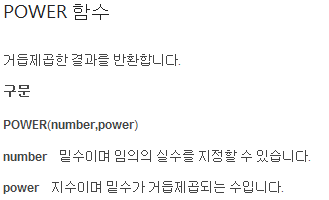 POWER 함수
거듭제곱한 결과를 반환합니다.
구문
POWER(number,power)
number 밑수이며 임의의 실수를 지정할 수 있습니다.
power 지수이며 밑수가 거듭제곱되는 수입니다.